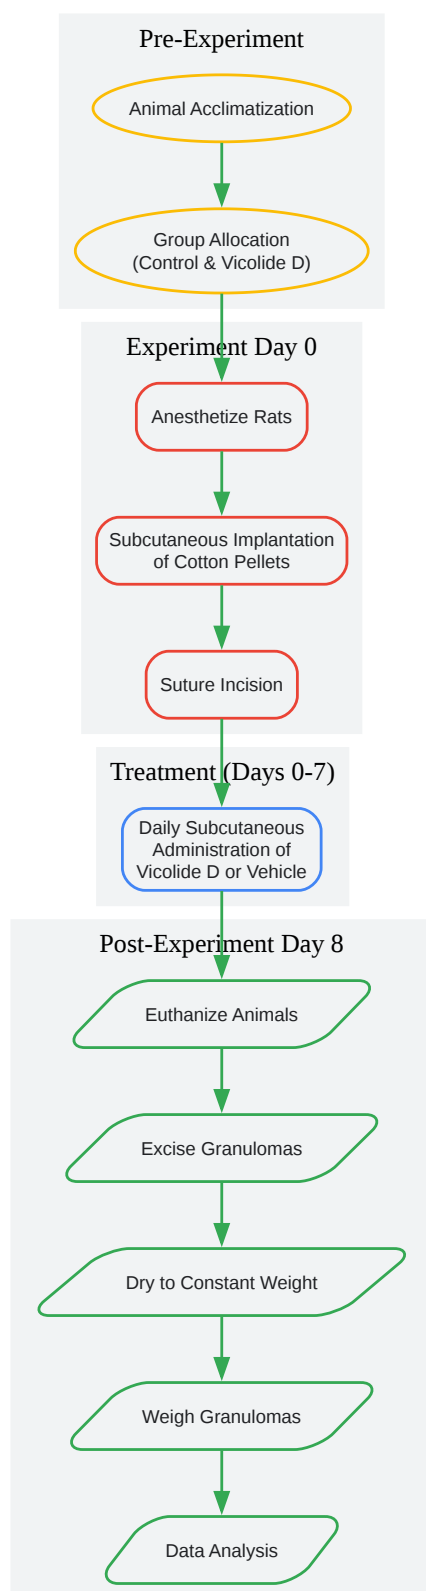 Pre-Experiment
Animal Acclimatization
Group Allocation
(Control & Vicolide D)
Experiment Day 0
Anesthetize Rats
Subcutaneous Implantation
of Cotton Pellets
Suture Incision
Treatment (Days 0-7)
Daily Subcutaneous
Administration of
Vicolide D or Vehicle
Post-Experiment Day 8
Euthanize Animals
Excise Granulomas
Dry to Constant Weight
Weigh Granulomas
Data Analysis